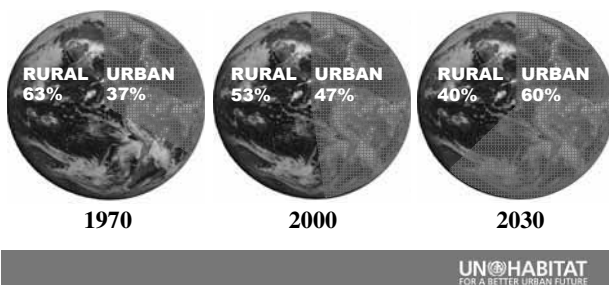 RURAL URBAN
63% 37%
RURAL URBAN
53% 47%
RURAL URBAN
40% 60%
1970 2000 2030
UN HABITAT
FOR A BETTER URBAN FUTURE